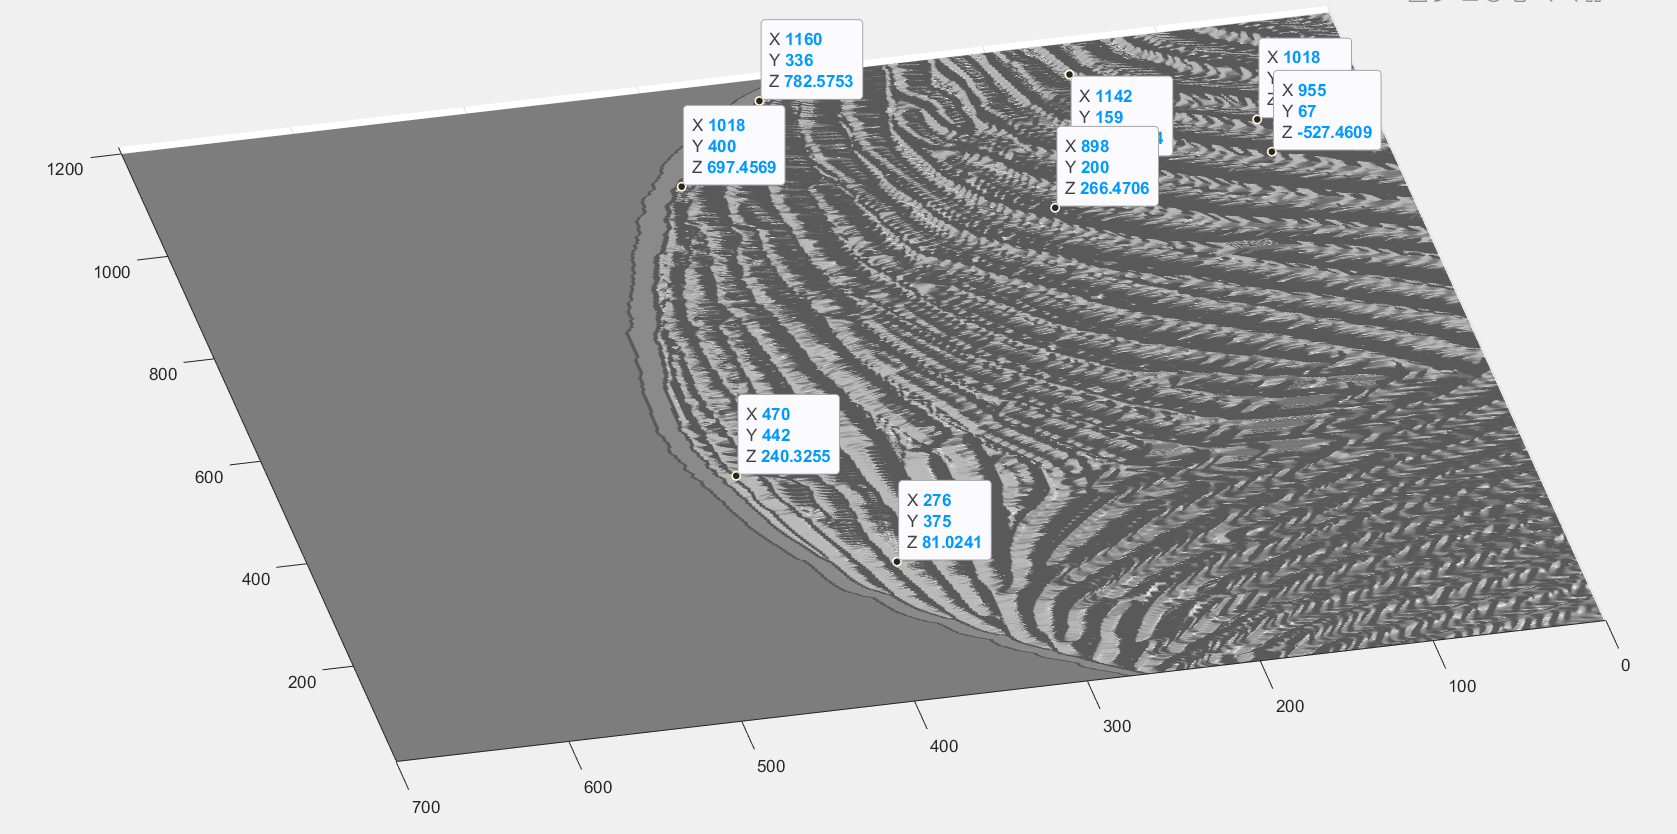 X 1160
Y 336
Z 782.5753
X 1018
Y 400
Z 697.4569
X 1142
Y 159
4
X 898
Y 200
Z 266.4706
X 1018
Y
Z
X 955
Y 67
Z -527.4609
X 470
Y 442
Z 240.3255
X 276
Y 375
Z 81.0241
1200
1000
800
600
400
200
700
600
500
400
300
200
100
0